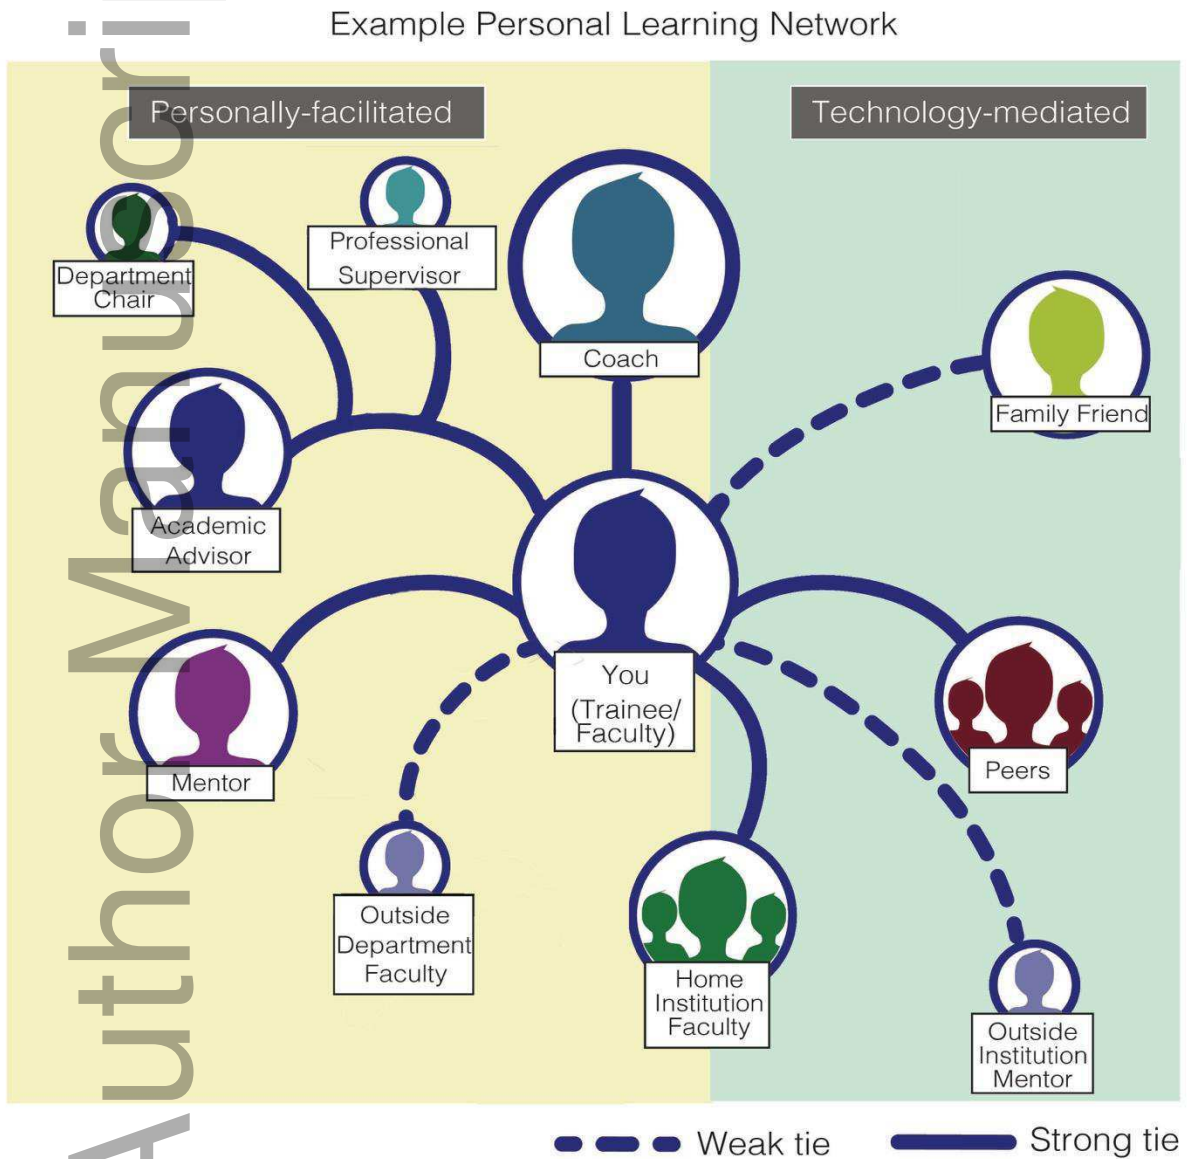 Example Personal Learning Network
Personally-facilitated
Technology-mediated
Department
Chair
Professional
Supervisor
Coach
Family Friend
Academic
Advisor
You
(Trainee/
Faculty)
Mentor
Peers
Outside
Department
Faculty
Home
Institution
Faculty
Outside
Institution
Mentor
Weak tie
Strong tie
Author Manuscri